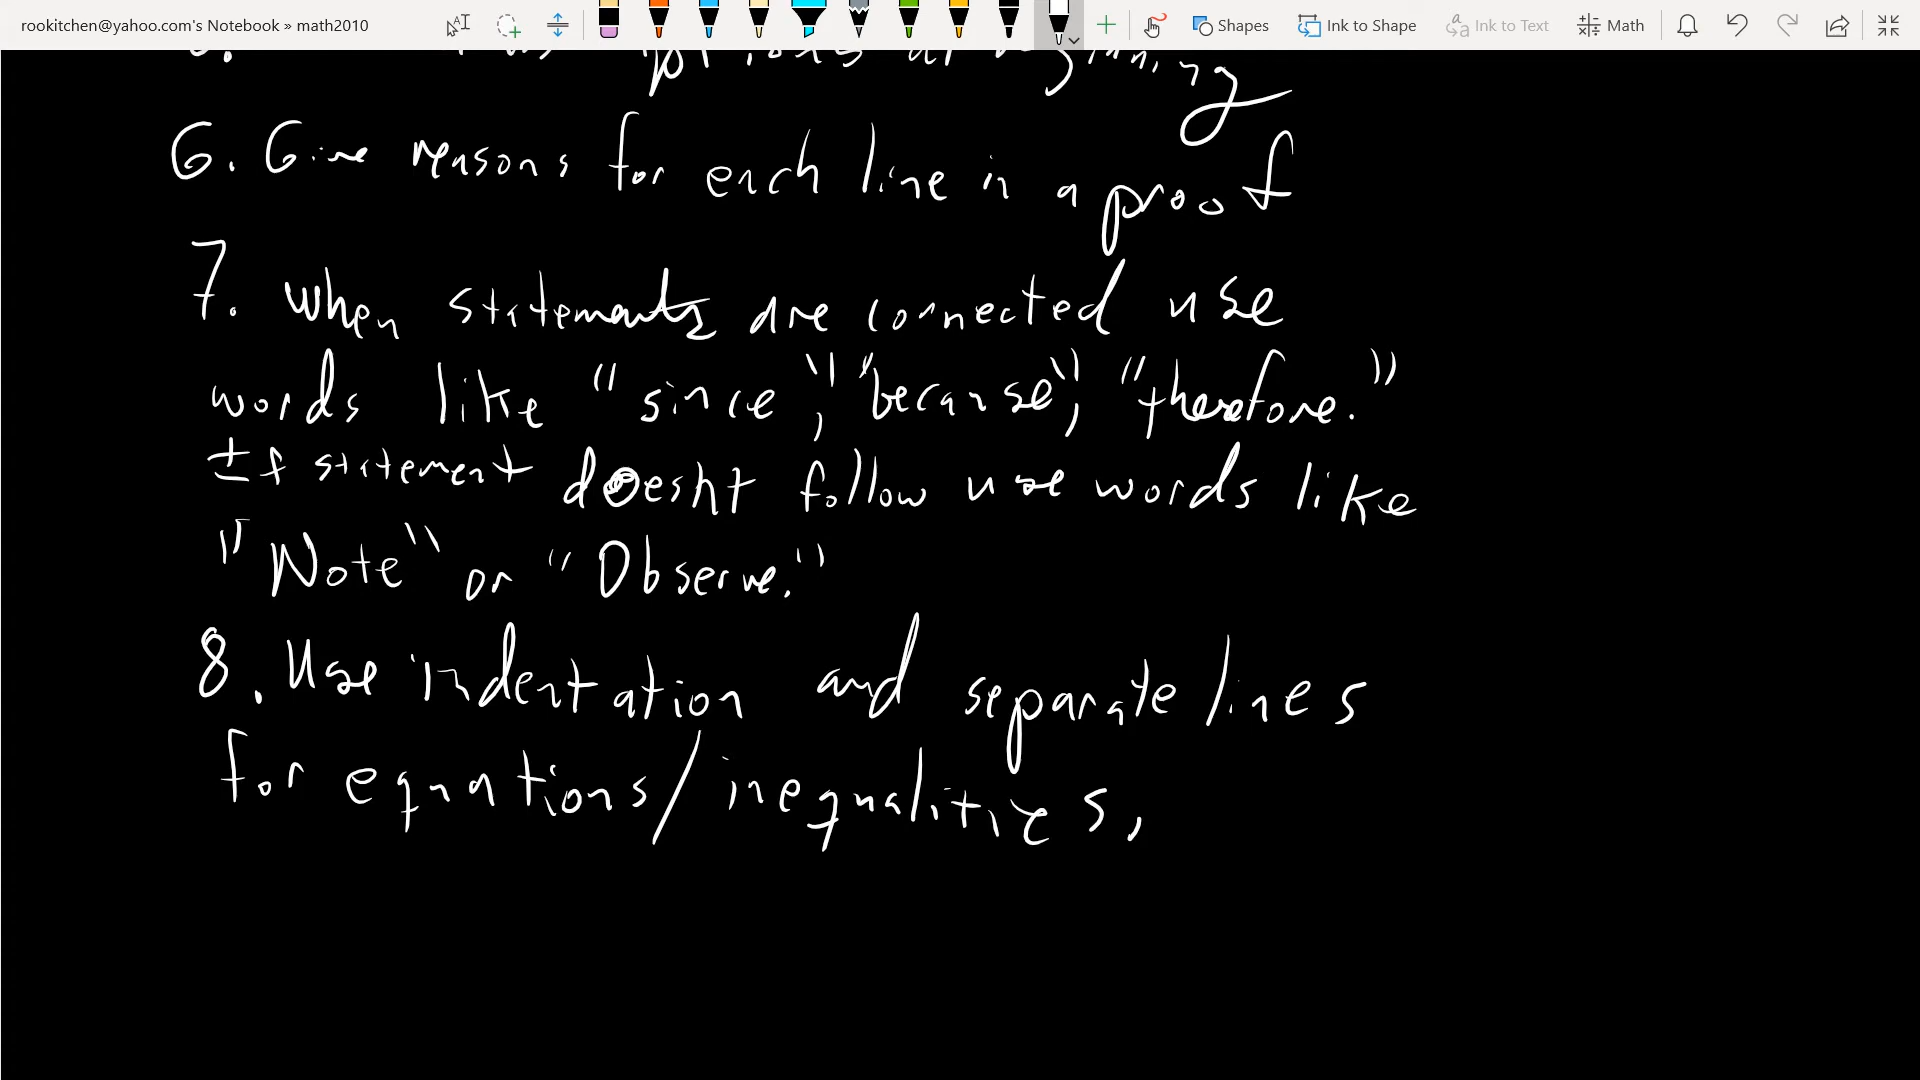 rookitchen@yahoo.com's Notebook » math2010
Shapes
Ink to Shape
Ink to Text
Math
at beginning
6. Give reasons for each line in a proof
7. When statements are connected use
words like "since," "because", "therefore."
If statement doesnt follow use words like
"Note" or "Observe."
8. Use indentation and separate lines
for equations/inequalities,